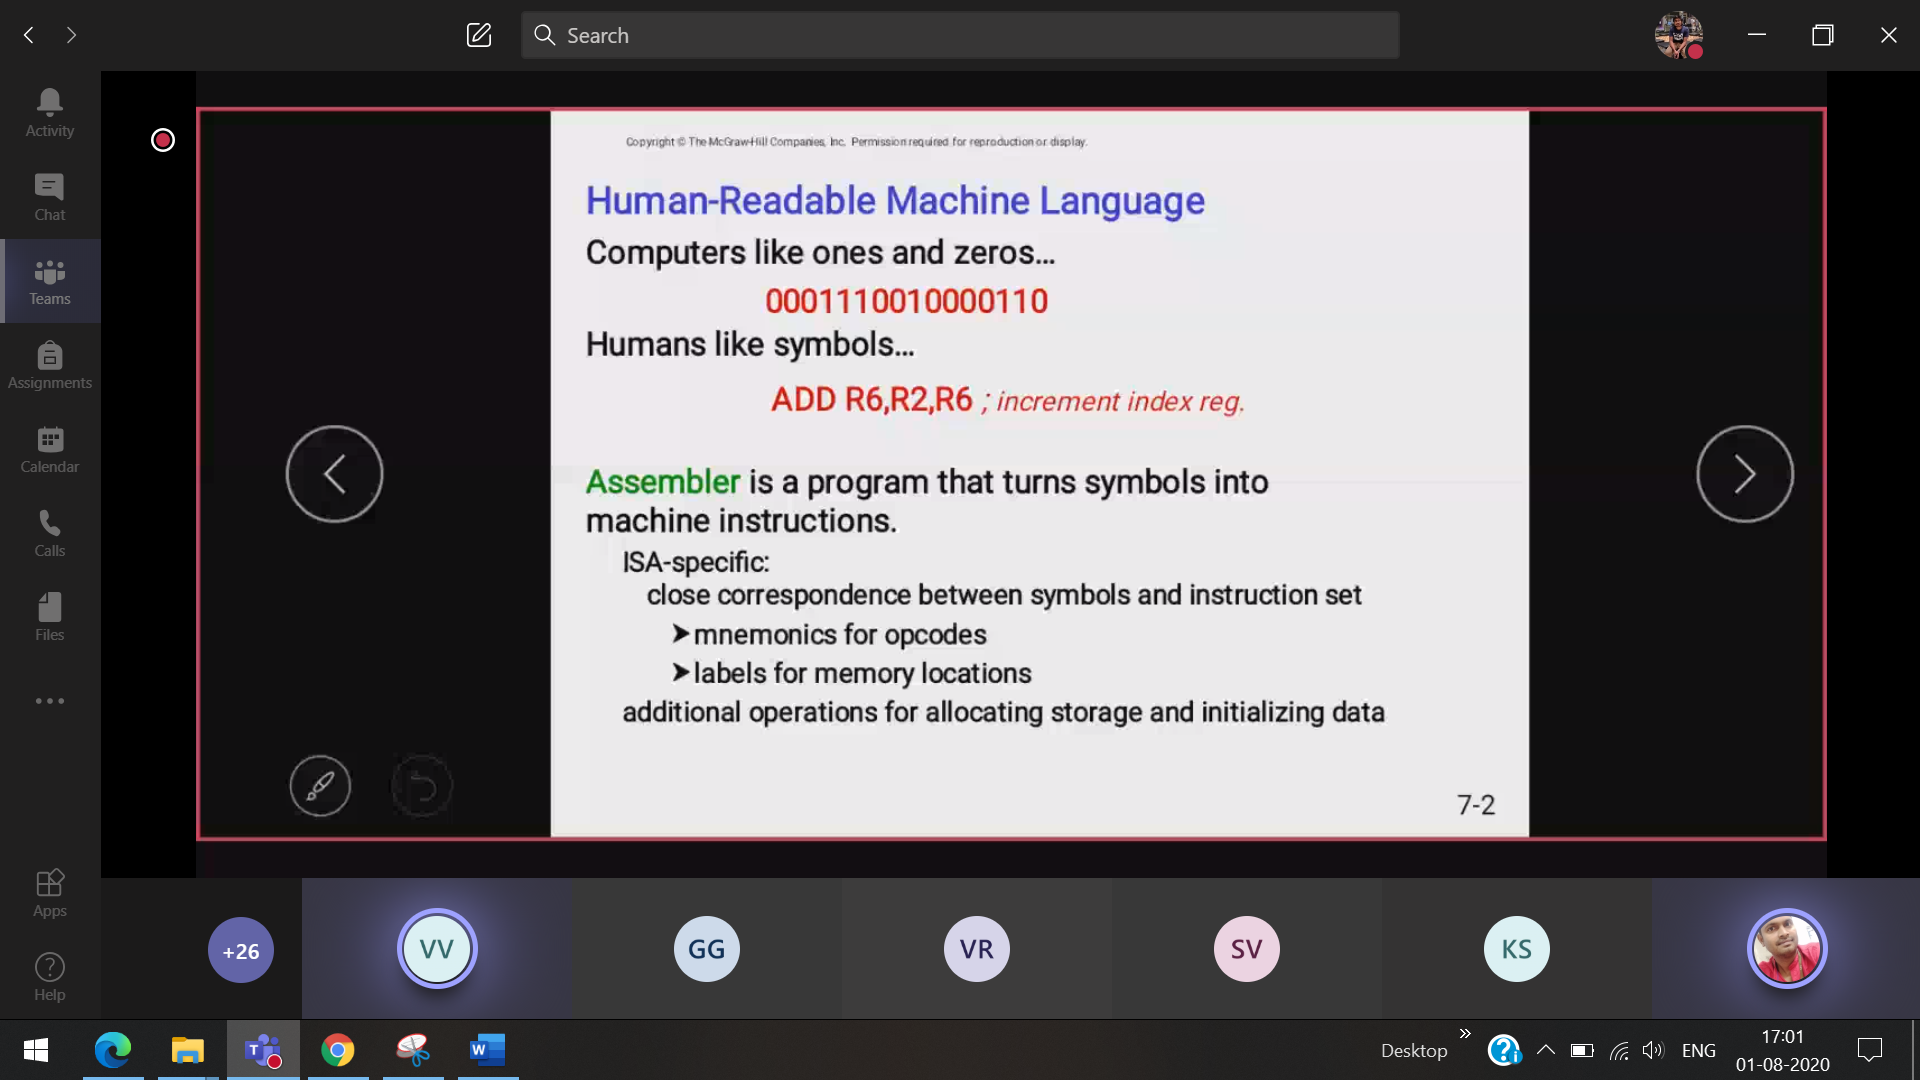 Search
Activity
Chat
Teams
Assignments
Calendar
Calls
Files
Apps
Help
Copyright © The McGraw-Hill Companies, Inc. Permission required for reproduction or display.
Human-Readable Machine Language
Computers like ones and zeros...
0001110010000110
Humans like symbols...
ADD R6,R2,R6 ; increment index reg.
Assembler is a program that turns symbols into
machine instructions.
ISA-specific:
close correspondence between symbols and instruction set
➤mnemonics for opcodes
➤labels for memory locations
additional operations for allocating storage and initializing data
7-2
+26
VV
GG
VR
SV
KS
Desktop
ENG
17:01
01-08-2020